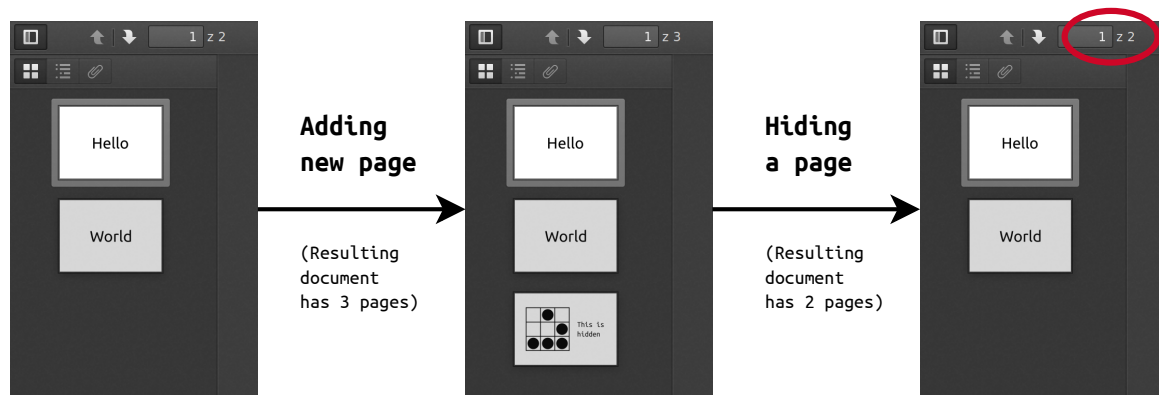 1 z 2
Hello
World
Adding
new page
(Resulting
document
has 3 pages)
1 z 3
Hello
World
This is
hidden
Hiding
a page
(Resulting
document
has 2 pages)
1 z 2
Hello
World